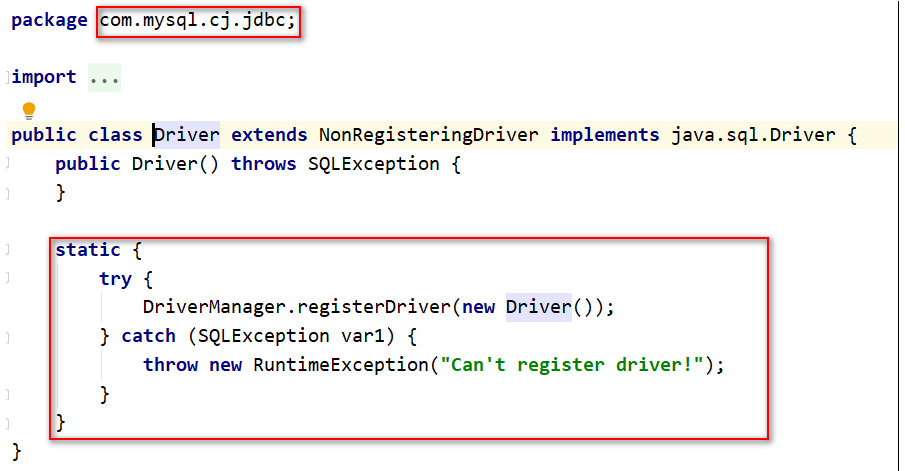 package com.mysql.cj.jdbc;
import ...
public class Driver extends NonRegisteringDriver implements java.sql.Driver {
public Driver() throws SQLException {
}
static {
try {
DriverManager.registerDriver(new Driver());
} catch (SQLException var1) {
throw new RuntimeException("Can't register driver!");
}
}
}